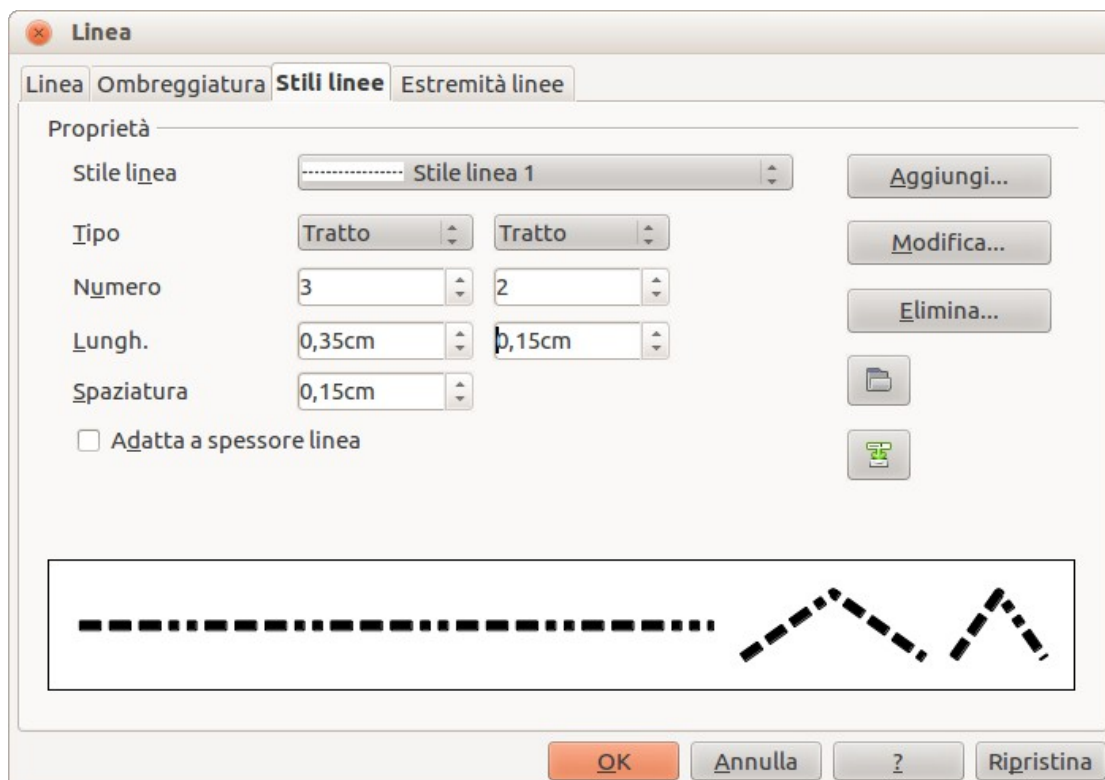 Linea
Linea Ombreggiatura Stili linee Estremità linee
Proprietà
Stile linea Stile linea 1 Aggiungi...
Tipo Tratto Tratto Modifica...
Numero 3 2
Elimina...
Lungh. 0,35cm 0,15cm
Spaziatura 0,15cm
Adatta a spessore linea
OK Annulla ? Ripristina